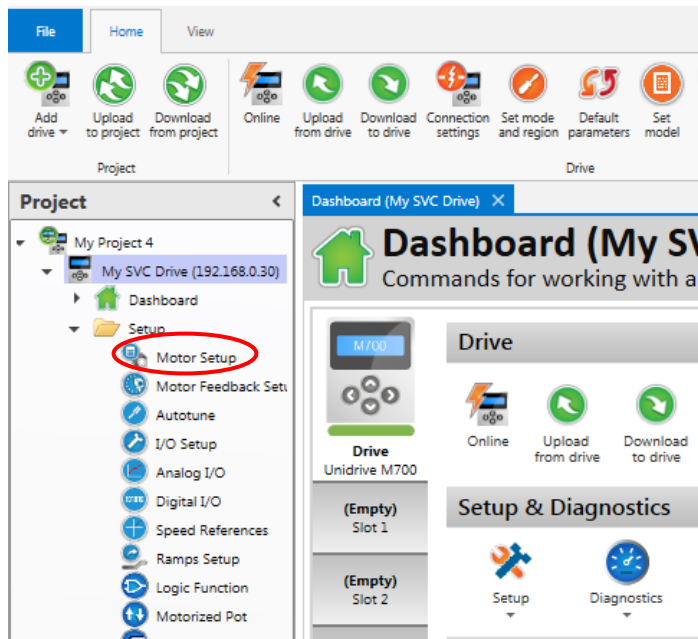 File Home View
Add drive
Upload to project
Download from project
Online
Upload from drive
Download to drive
Connection settings
Set mode and region
Default parameters
Set model
Project
Drive
Project
Dashboard (My SVC Drive)
My Project 4
My SVC Drive (192.168.0.30)
Dashboard
Setup
Motor Setup
Motor Feedback Setu
Autotune
I/O Setup
Analog I/O
Digital I/O
Speed References
Ramps Setup
Logic Function
Motorized Pot
Dashboard (My SV
Commands for working with a
M700
Drive
Unidrive M700
(Empty)
Slot 1
(Empty)
Slot 2
Drive
Online
Upload from drive
Download to drive
Setup & Diagnostics
Setup
Diagnostics